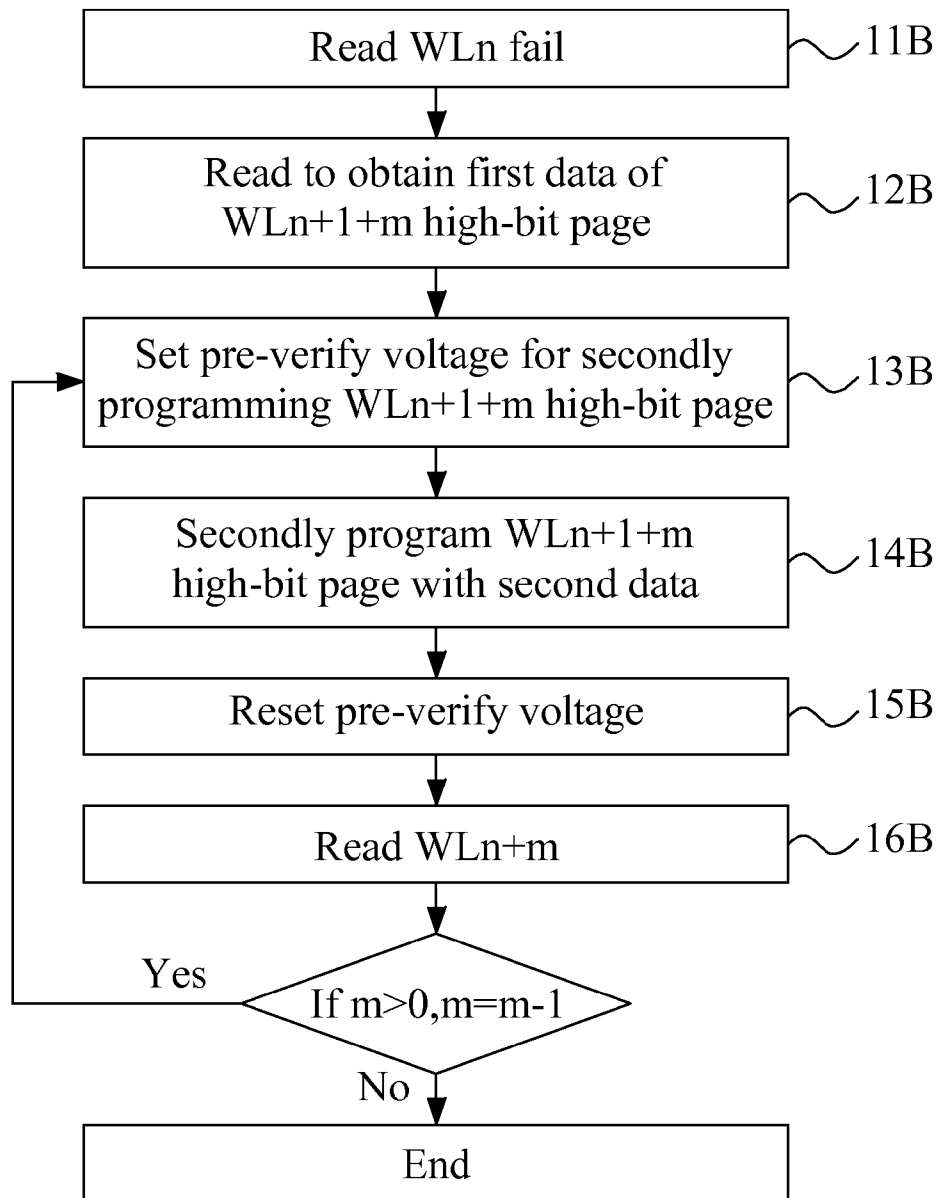 Read WLn fail
11B
Read to obtain first data of
WLn+1+m high-bit page
12B
Set pre-verify voltage for secondly
programming WLn+1+m high-bit page
13B
Secondly program WLn+1+m
high-bit page with second data
14B
Reset pre-verify voltage
15B
Read WLn+m
16B
Yes
If m>0,m=m-1
No
End